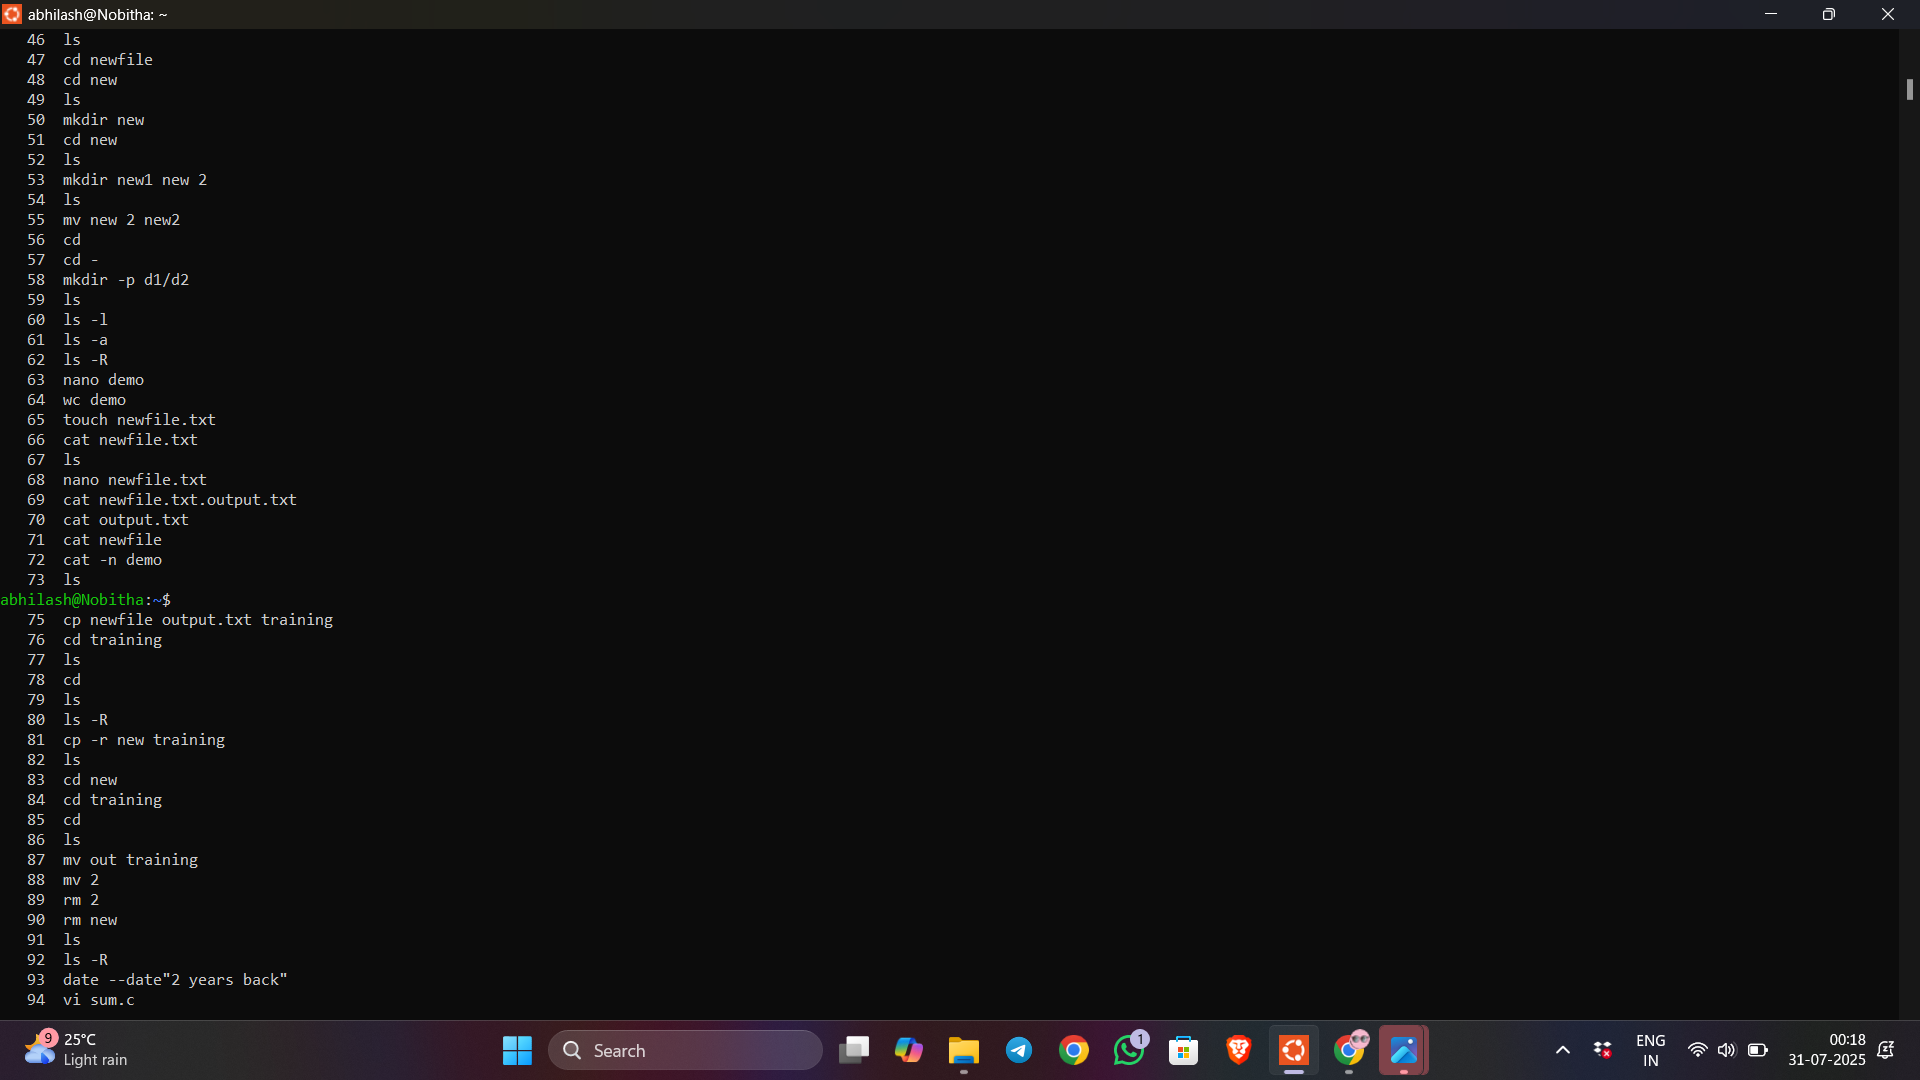 abhilash@Nobitha: ~
46 ls
47 cd newfile
48 cd new
49 ls
50 mkdir new
51 cd new
52 ls
53 mkdir new1 new 2
54 ls
55 mv new 2 new2
56 cd
57 cd -
58 mkdir -p d1/d2
59 ls
60 ls -l
61 ls -a
62 ls -R
63 nano demo
64 wc demo
65 touch newfile.txt
66 cat newfile.txt
67 ls
68 nano newfile.txt
69 cat newfile.txt.output.txt
70 cat output.txt
71 cat newfile
72 cat -n demo
73 ls
abhilash@Nobitha:~$
75 cp newfile output.txt training
76 cd training
77 ls
78 cd
79 ls
80 ls -R
81 cp -r new training
82 ls
83 cd new
84 cd training
85 cd
86 ls
87 mv out training
88 mv 2
89 rm 2
90 rm new
91 ls
92 ls -R
93 date --date"2 years back"
94 vi sum.c
9
25°C
Light rain
Search
1
ENG
IN
00:18
31-07-2025